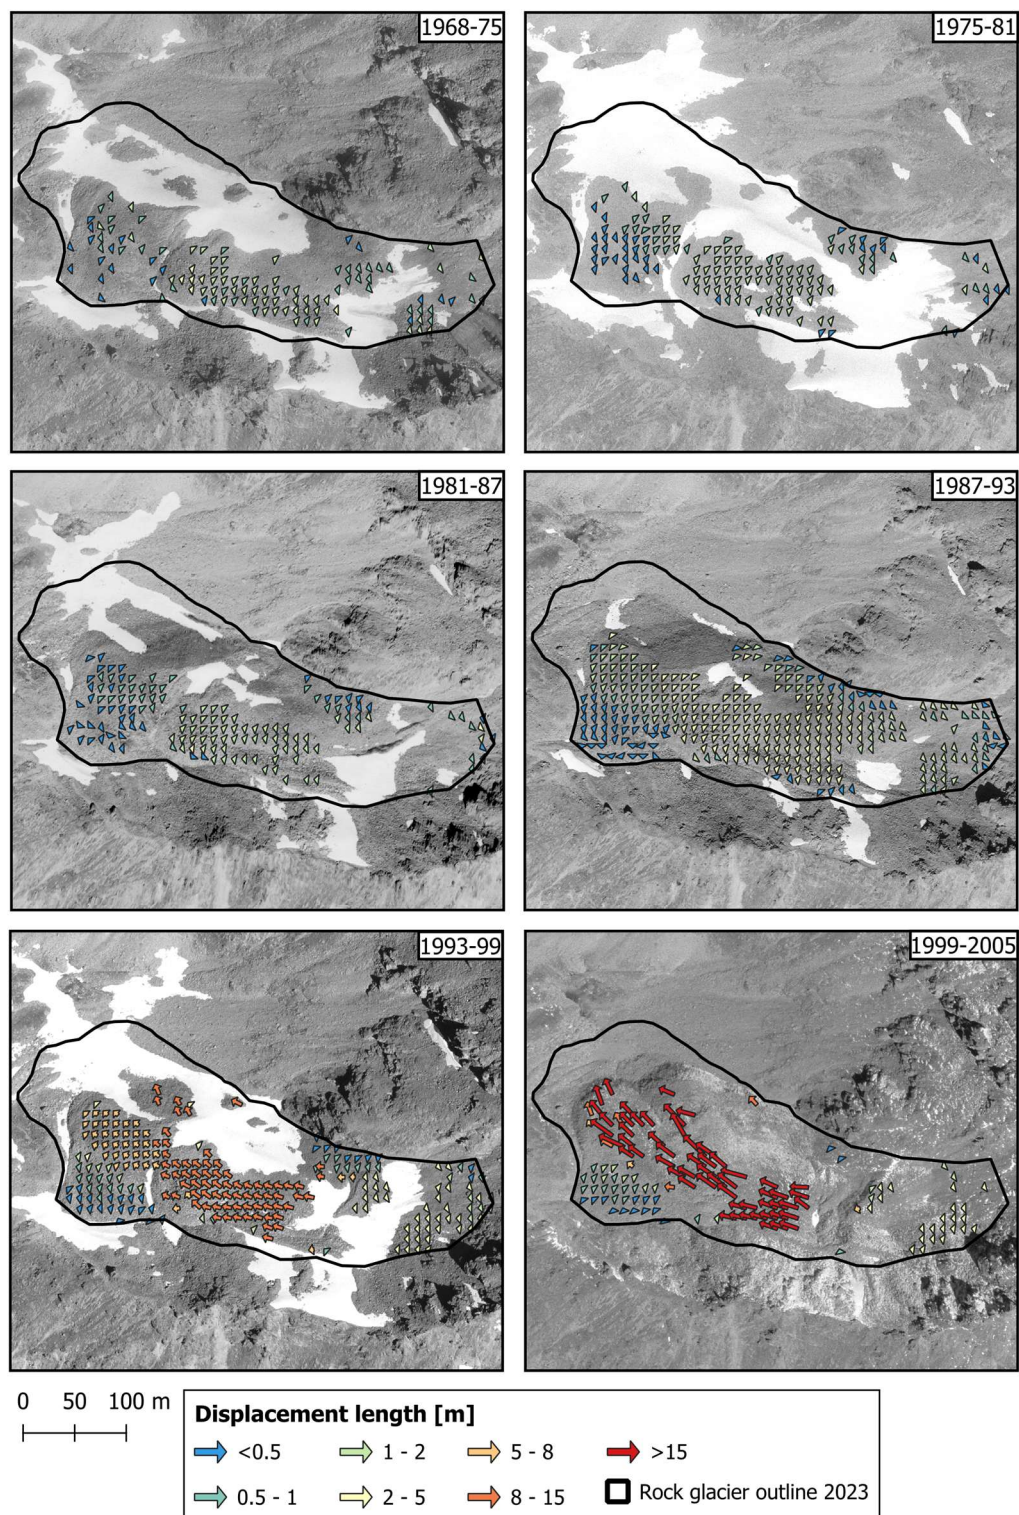 1968-75
1975-81
1981-87
1987-93
1993-99
1999-2005
0 50 100 m
Displacement length [m]
<0.5
1 - 2
5 - 8
>15
0.5 - 1
2 - 5
8 - 15
Rock glacier outline 2023